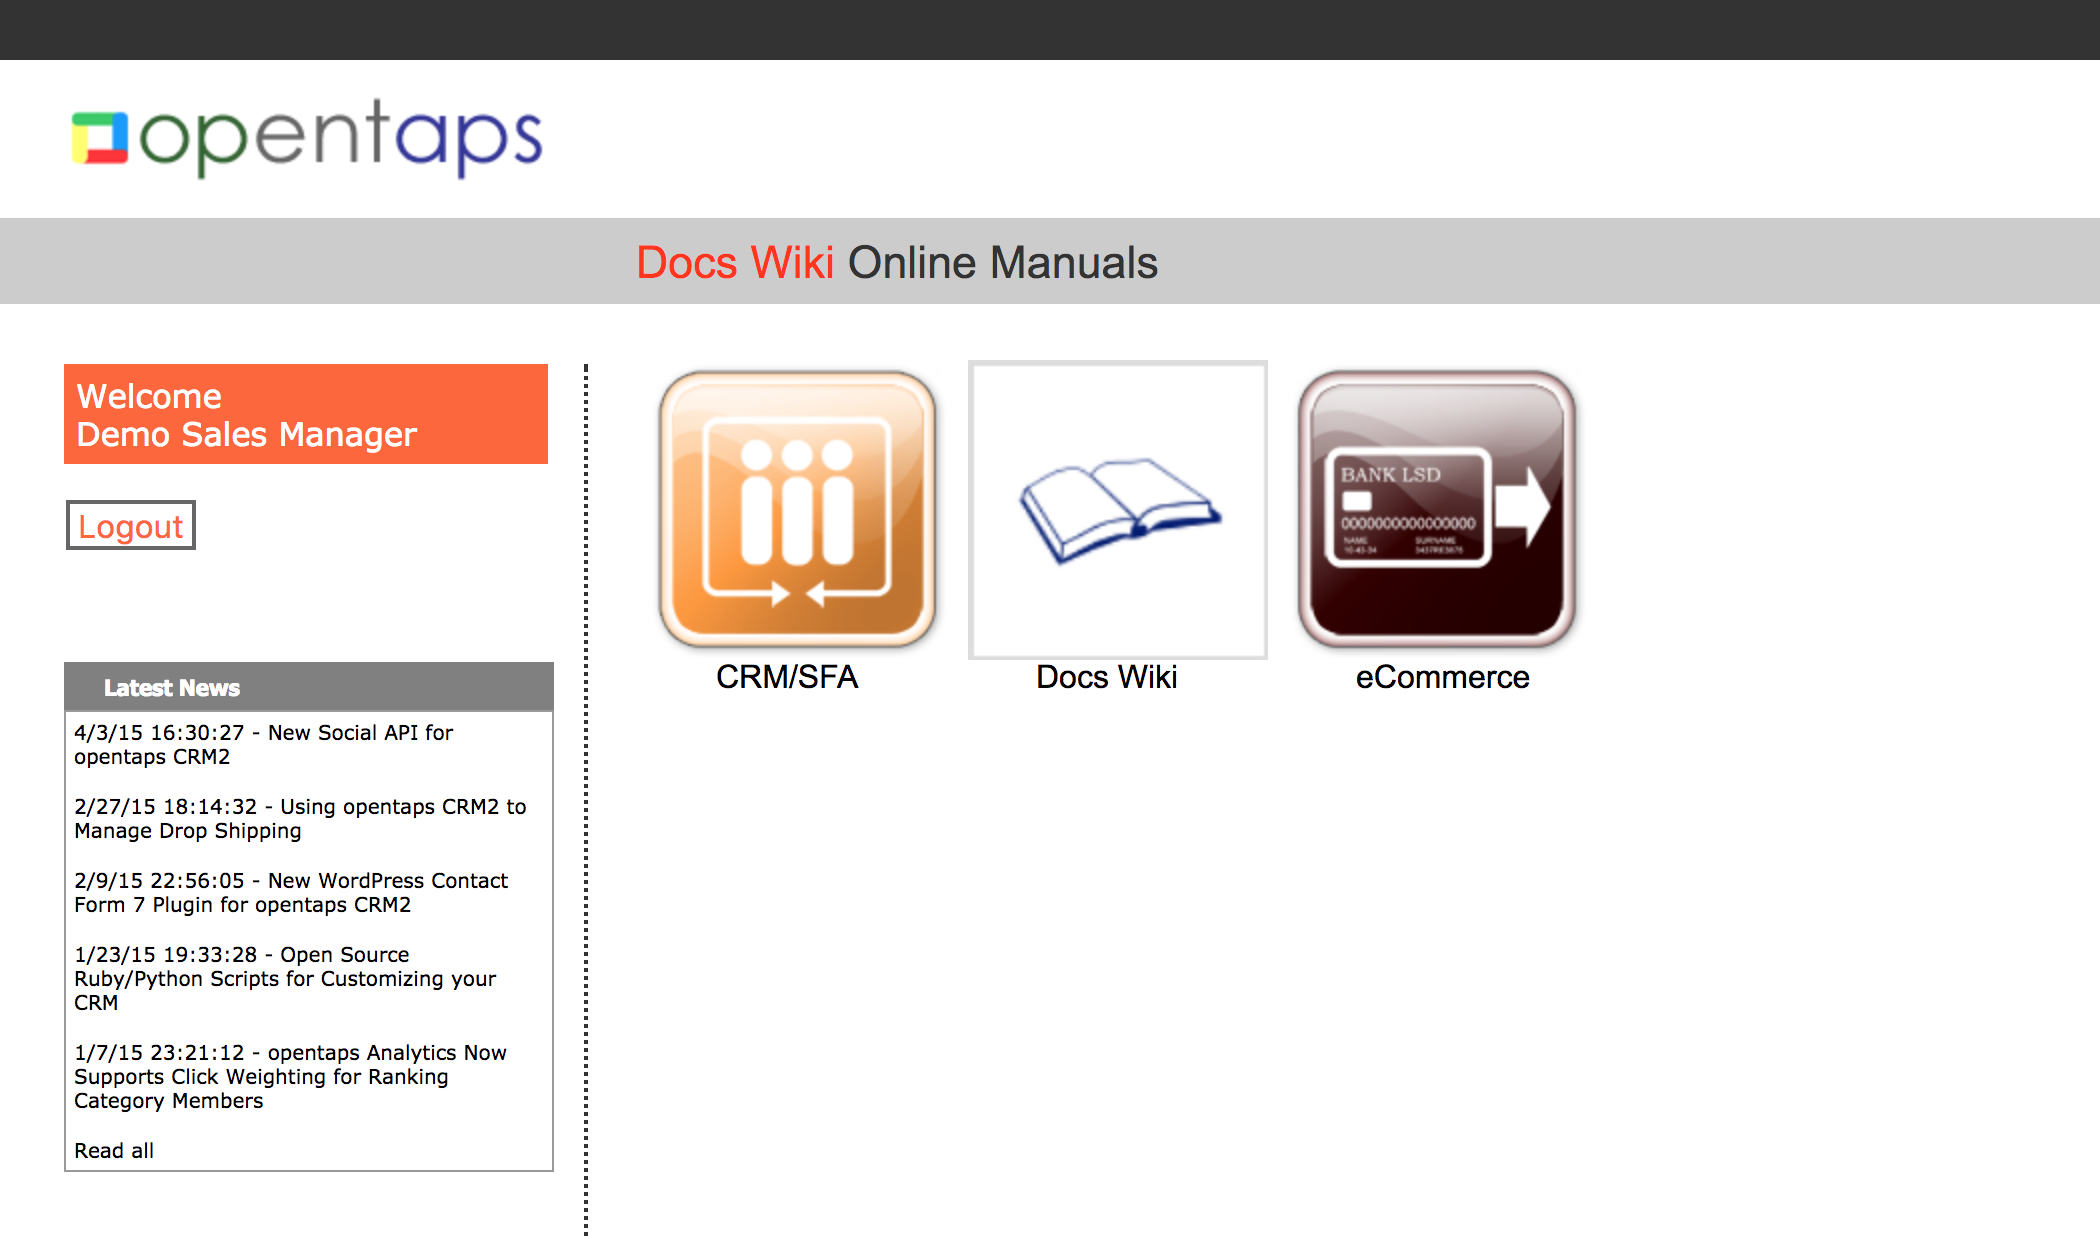 opentaps
Docs Wiki Online Manuals
Welcome
Demo Sales Manager
Logout
Latest News
4/3/15 16:30:27 - New Social API for
opentaps CRM2
2/27/15 18:14:32 - Using opentaps CRM2 to
Manage Drop Shipping
2/9/15 22:56:05 - New WordPress Contact
Form 7 Plugin for opentaps CRM2
1/23/15 19:33:28 - Open Source
Ruby/Python Scripts for Customizing your
CRM
1/7/15 23:21:12 - opentaps Analytics Now
Supports Click Weighting for Ranking
Category Members
Read all
CRM/SFA
Docs Wiki
BANK LSD
0000000000000000
NAME SURNAME
eCommerce